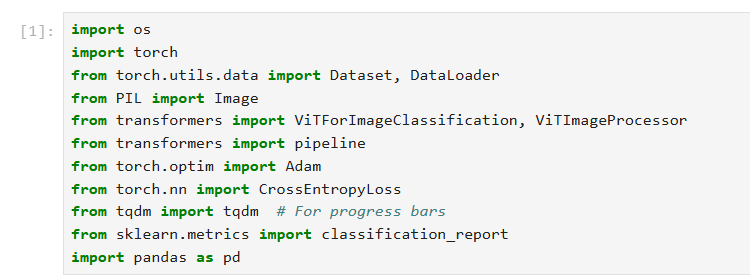 [1]: import os
import torch
from torch.utils.data import Dataset, DataLoader
from PIL import Image
from transformers import ViTForImageClassification, ViTImageProcessor
from transformers import pipeline
from torch.optim import Adam
from torch.nn import CrossEntropyLoss
from tqdm import tqdm  # For progress bars
from sklearn.metrics import classification_report
import pandas as pd